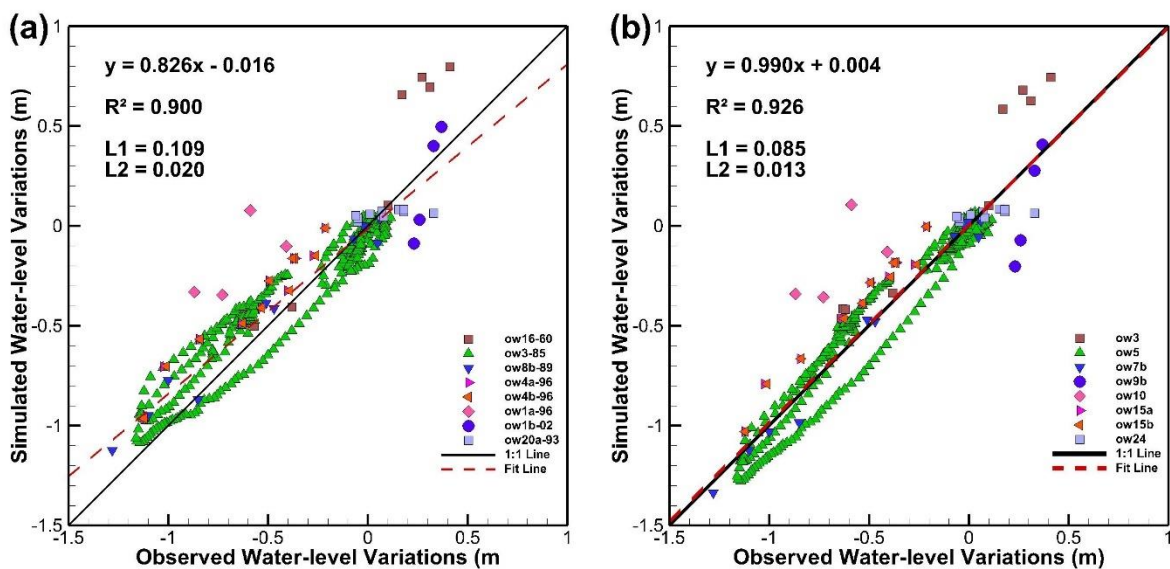 (a)
y = 0.826x - 0.016
R² = 0.900
L1 = 0.109
L2 = 0.020
Simulated Water-level Variations (m)
1
0.5
0
-0.5
-1
-1.5
-1.5 -1 -0.5 0 0.5 1
Observed Water-level Variations (m
ow16-60
ow3-85
ow8b-89
ow4a-96
ow4b-96
ow1a-96
ow1b-02
ow20a-93
1:1 Line
Fit Line
(b)
y = 0.990x + 0.004
R² = 0.926
L1 = 0.085
L2 = 0.013
Simulated Water-level Variations (m)
1
0.5
0
-0.5
-1
-1.5
-1.5 -1 -0.5 0 0.5 1
Observed Water-level Variations (m
ow3
ow5
ow7b
ow9b
ow10
ow15a
ow15b
ow24
1:1 Line
Fit Line